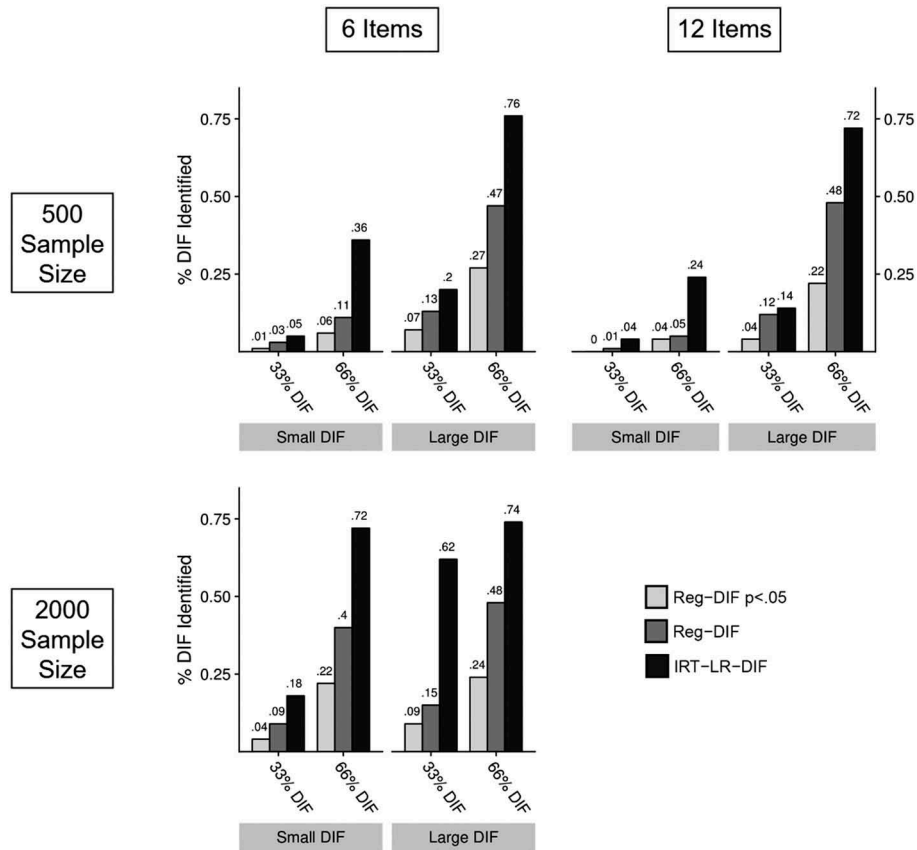 6 Items
12 Items
500
Sample
Size
% DIF Identified
0.75
0.50
0.25
.01
.03
.05
.06
.11
.36
.07
.13
.2
.27
.47
.76
33% DIF
66% DIF
33% DIF
66% DIF
Small DIF
Large DIF
0
.01
.04
.04
.05
.24
.04
.12
.14
.22
.48
.72
0.75
0.50
0.25
33% DIF
66% DIF
33% DIF
66% DIF
Small DIF
Large DIF
2000
Sample
Size
% DIF Identified
0.75
0.50
0.25
.04
.09
.18
.22
.4
.72
.09
.15
.62
.24
.48
.74
33% DIF
66% DIF
33% DIF
66% DIF
Small DIF
Large DIF
Reg−DIF p<.05
Reg−DIF
IRT−LR−DIF